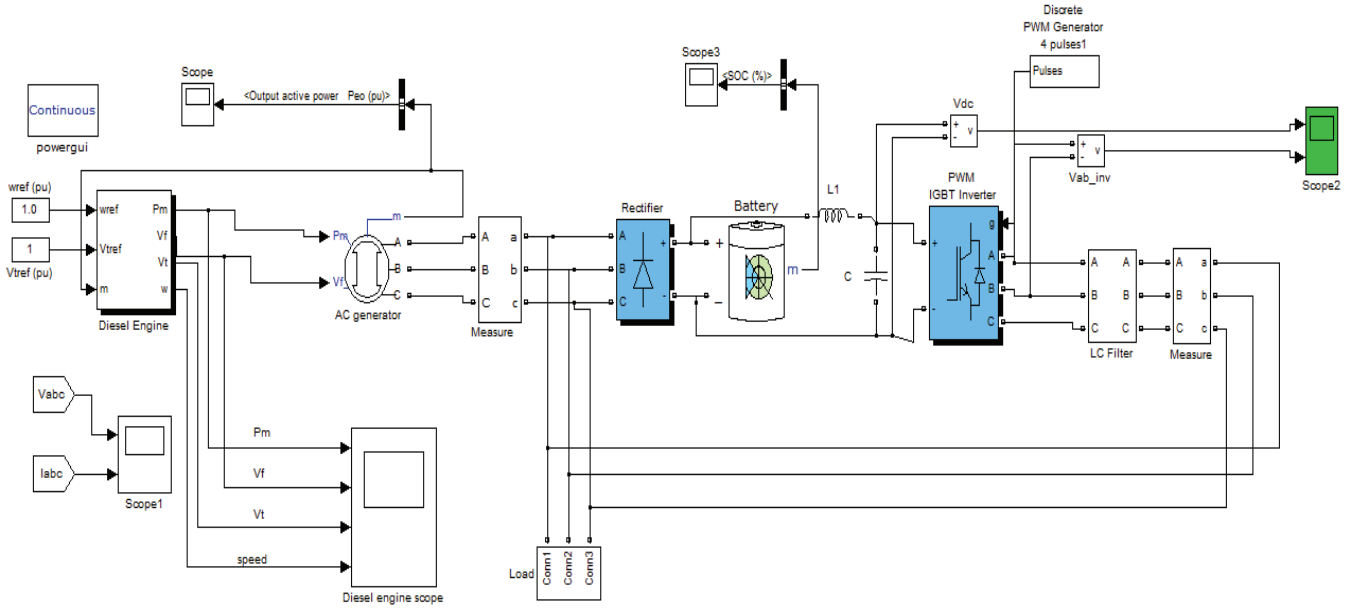 Discrete
PWM Generator
4 pulses1
Pulses
Scope3
<SOC (%)>
Scope
<Output active power Peo (pu)>
Continuous
powergui
Vdc
+
-
v
+
-
v
Vab_inv
Scope2
wref (pu)
1.0
1
Vtref (pu)
wref
Vtref
m
Pm
Vf
Vt
w
Diesel Engine
m
Pm
Vf_
A
B
C
AC generator
A
B
C
a
b
c
Measure
Rectifier
A
B
C
+
-
Battery
+
m
–
L1
C
PWM
IGBT Inverter
g
+
-
A
B
C
A
B
C
A
B
C
LC Filter
A
B
C
a
b
c
Measure
Vabc
Iabc
Scope1
Pm
Vf
Vt
speed
Diesel engine scope
Load
Conn1
Conn2
Conn3